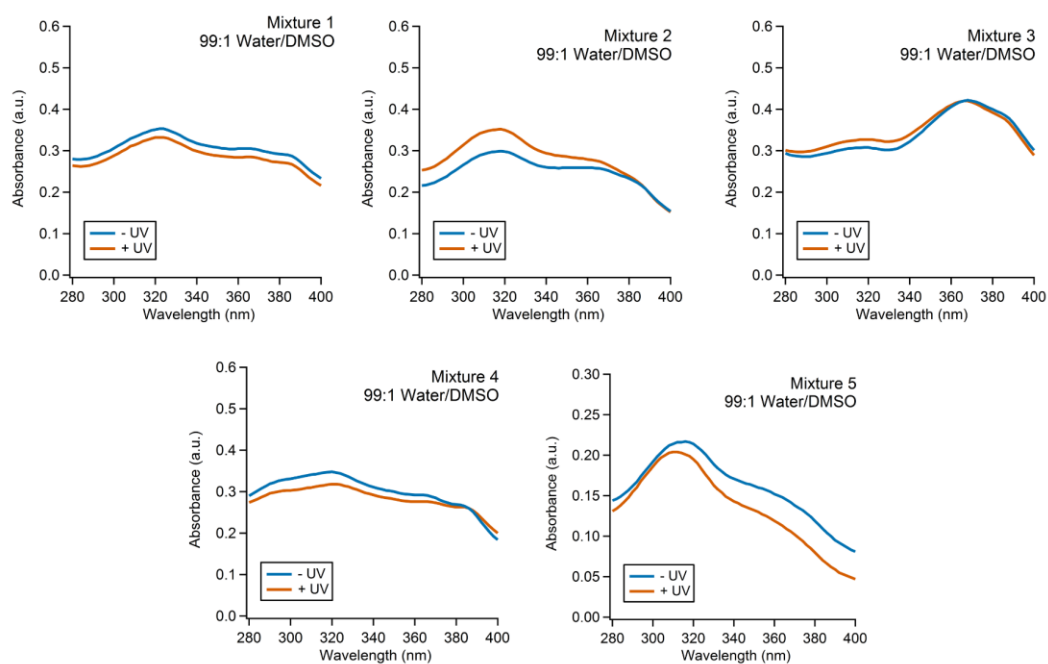 Mixture 1
99:1 Water/DMSO
Absorbance (a.u.)
0.6
0.5
0.4
0.3
0.2
0.1
0.0
- UV
+ UV
280 300 320 340 360 380 400
Wavelength (nm)
Mixture 2
99:1 Water/DMSO
Absorbance (a.u.)
0.6
0.5
0.4
0.3
0.2
0.1
0.0
- UV
+ UV
280 300 320 340 360 380 400
Wavelength (nm)
Mixture 3
99:1 Water/DMSO
Absorbance (a.u.)
0.6
0.5
0.4
0.3
0.2
0.1
0.0
- UV
+ UV
280 300 320 340 360 380 400
Wavelength (nm)
Mixture 4
99:1 Water/DMSO
Absorbance (a.u.)
0.6
0.5
0.4
0.3
0.2
0.1
0.0
- UV
+ UV
280 300 320 340 360 380 400
Wavelength (nm)
Mixture 5
99:1 Water/DMSO
Absorbance (a.u.)
0.30
0.25
0.20
0.15
0.10
0.05
0.00
- UV
+ UV
280 300 320 340 360 380 400
Wavelength (nm)